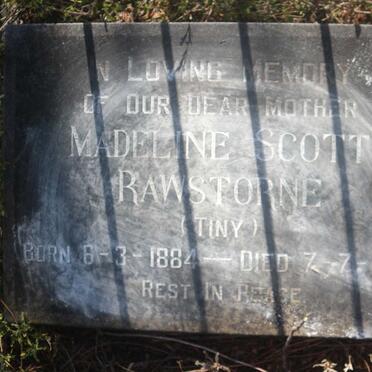 IN LOVING MEMORY
OF OUR DEAR MOTHER
MADELINE SCOTT
RAWSTORNE
(TINY)
BORN 6-3-1884 — DIED 7-7-
REST IN PEACE